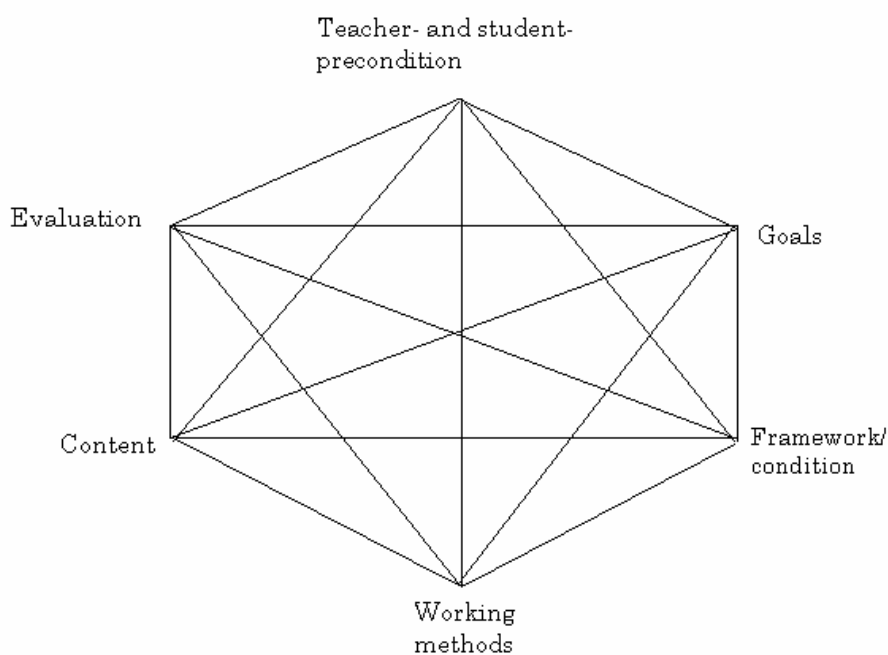 Teacher- and student-
precondition
Evaluation
Goals
Content
Framework/
condition
Working
methods